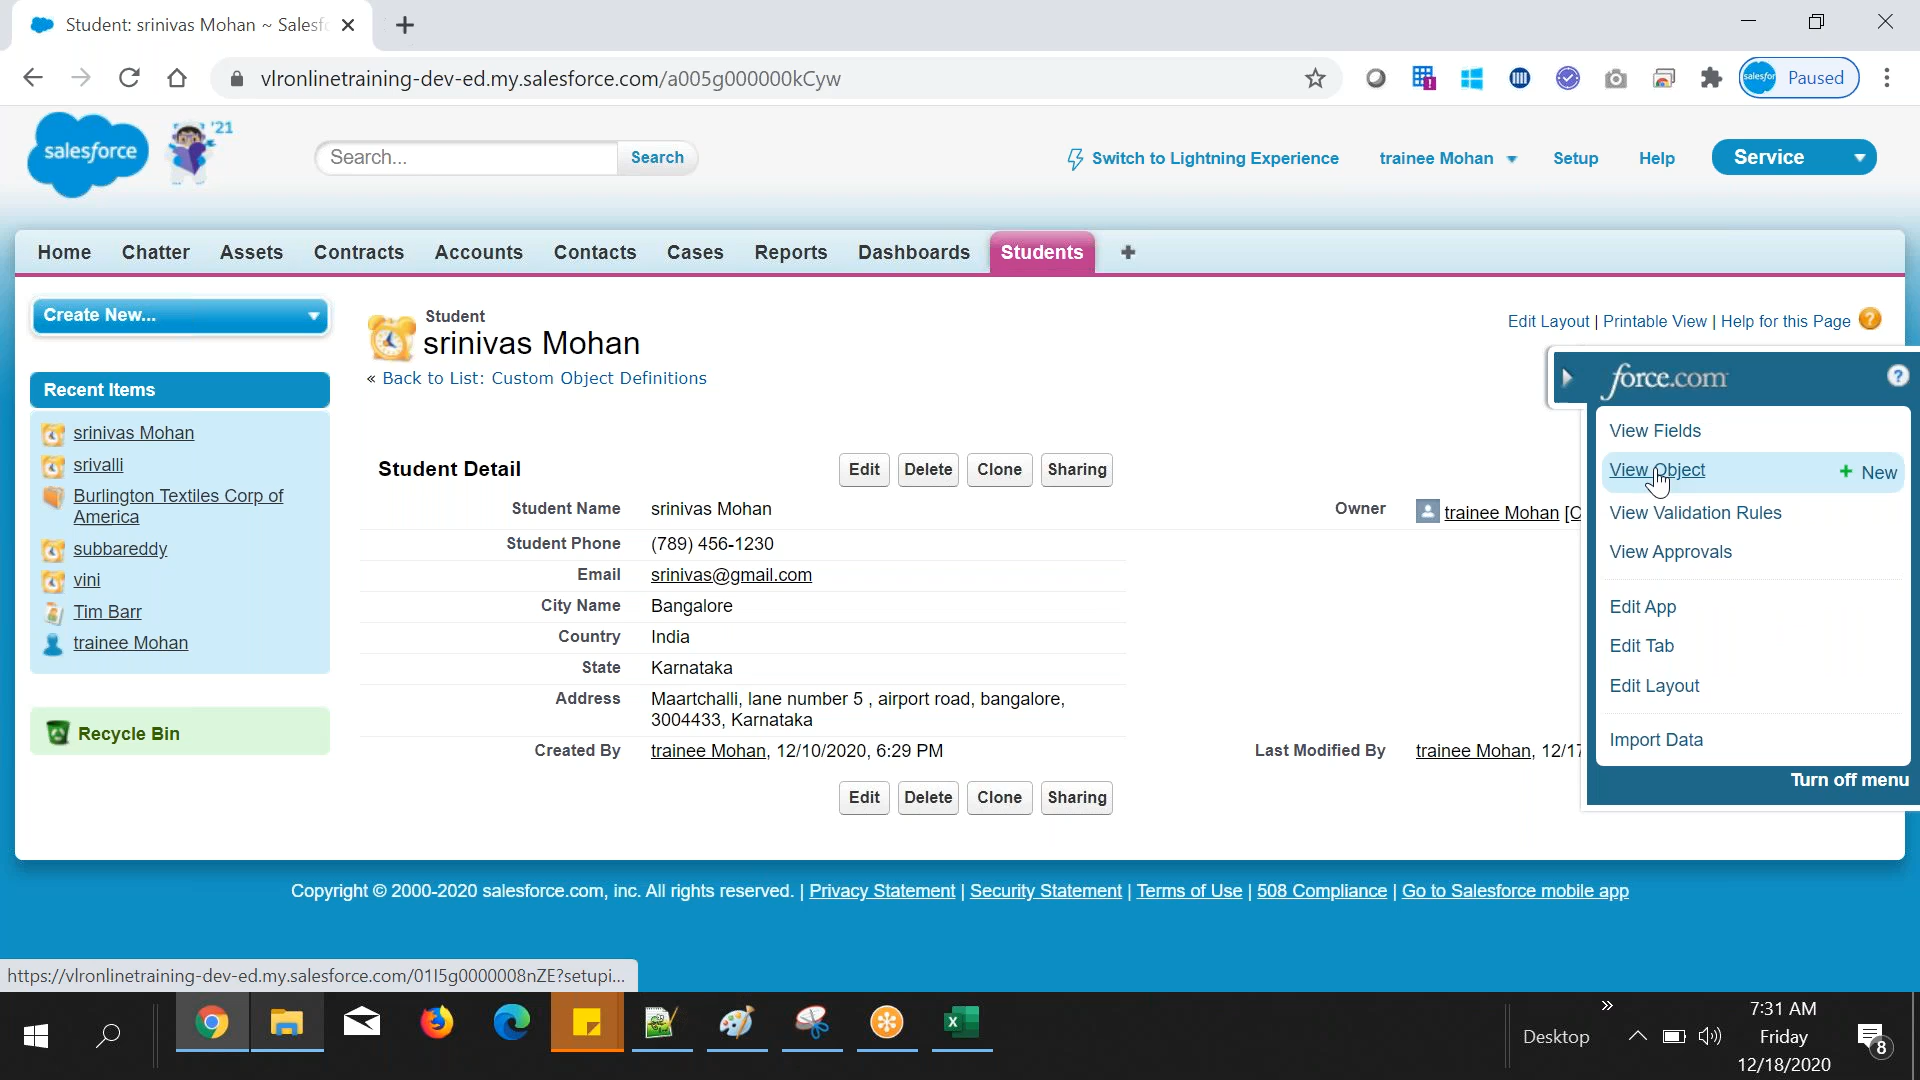 Student: srinivas Mohan ~ Salesf
vlronlinetraining-dev-ed.my.salesforce.com/a005g000000kCyw
salesfor
Paused
salesforce
'21
Search...
Search
Switch to Lightning Experience
trainee Mohan
Setup
Help
Service
Home
Chatter
Assets
Contracts
Accounts
Contacts
Cases
Reports
Dashboards
Students
Create New...
Recent Items
srinivas Mohan
srivalli
Burlington Textiles Corp of
America
subbareddy
vini
Tim Barr
trainee Mohan
Recycle Bin
Student
srinivas Mohan
« Back to List: Custom Object Definitions
Edit Layout | Printable View | Help for this Page
Student Detail
Edit Delete Clone Sharing
Student Name srinivas Mohan
Owner trainee Mohan [C
Student Phone (789) 456-1230
Email srinivas@gmail.com
City Name Bangalore
Country India
State Karnataka
Address Maartchalli, lane number 5 , airport road, bangalore,
3004433, Karnataka
Created By trainee Mohan, 12/10/2020, 6:29 PM
Last Modified By trainee Mohan, 12/17
Edit Delete Clone Sharing
force.com
View Fields
View Object
+ New
View Validation Rules
View Approvals
Edit App
Edit Tab
Edit Layout
Import Data
Turn off menu
Copyright © 2000-2020 salesforce.com, inc. All rights reserved. | Privacy Statement | Security Statement | Terms of Use | 508 Compliance | Go to Salesforce mobile app
https://vlronlinetraining-dev-ed.my.salesforce.com/01I5g0000008nZE?setupi...
Desktop
7:31 AM
Friday
12/18/2020
8